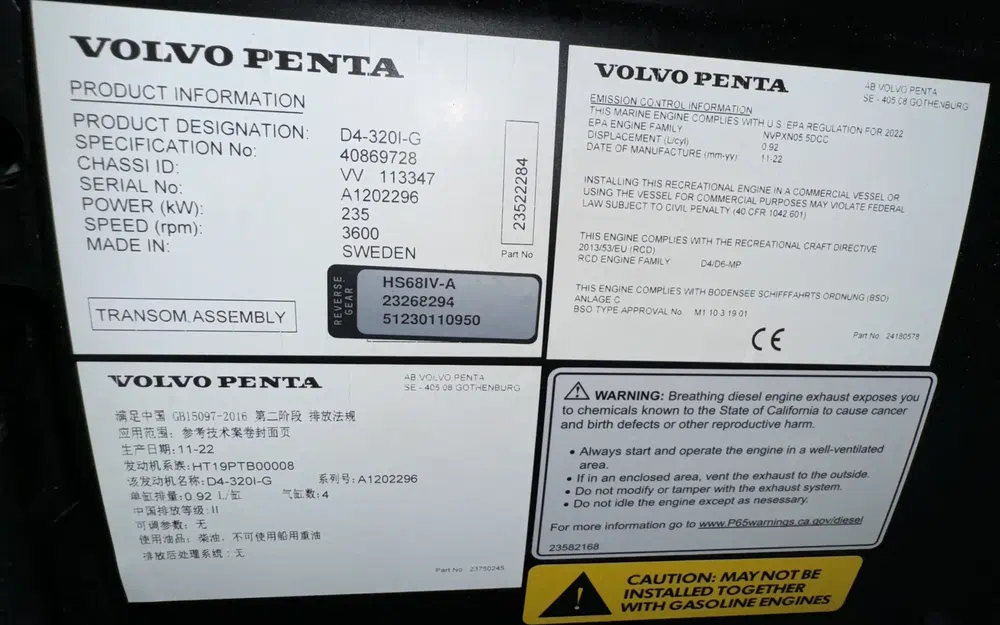 VOLVO PENTA
PRODUCT INFORMATION
PRODUCT DESIGNATION: D4-320I-G
SPECIFICATION No: 40869728
CHASSI ID: VV 113347
SERIAL No: A1202296
POWER (kW): 235
SPEED (rpm): 3600
MADE IN: SWEDEN
23522284
Part No
TRANSOM.ASSEMBLY
REVERSE GEAR
HS68IV-A
23268294
51230110950
VOLVO PENTA
AB VOLVO PENTA
SE - 405 08 GOTHENBURG
EMISSION CONTROL INFORMATION
THIS MARINE ENGINE COMPLIES WITH U.S. EPA REGULATION FOR 2022
EPA ENGINE FAMILY NVPXN05 5DCC
DISPLACEMENT (L/cyl) 0.92
DATE OF MANUFACTURE (mm-yy) 11-22
INSTALLING THIS RECREATIONAL ENGINE IN A COMMERCIAL VESSEL OR
USING THE VESSEL FOR COMMERCIAL PURPOSES MAY VIOLATE FEDERAL
LAW SUBJECT TO CIVIL PENALTY (40 CFR 1042.601)
THIS ENGINE COMPLIES WITH THE RECREATIONAL CRAFT DIRECTIVE
2013/53/EU (RCD)
RCD ENGINE FAMILY D4/D6-MP
THIS ENGINE COMPLIES WITH BODENSEE SCHIFFFAHRTS ORDNUNG (BSO)
ANLAGE C
BSO TYPE APPROVAL No. M1 10 3 19 01
CE
Part No 24180578
VOLVO PENTA
AB VOLVO PENTA
SE - 405 08 GOTHENBURG
满足中国 GB15097-2016 第二阶段 排放法规
应用范围: 参考技术案卷封面页
生产日期: 11-22
发动机系族: HT19PTB00008
该发动机名称: D4-320I-G 系列号: A1202296
单缸排量: 0.92 L/缸 气缸数: 4
中国排放等级: II
可调参数: 无
使用油品: 柴油, 不可使用船用重油
排放后处理系统: 无
Part No 23750245
WARNING: Breathing diesel engine exhaust exposes you
to chemicals known to the State of California to cause cancer
and birth defects or other reproductive harm.
• Always start and operate the engine in a well-ventilated
area.
• If in an enclosed area, vent the exhaust to the outside.
• Do not modify or tamper with the exhaust system.
• Do not idle the engine except as nesessary.
For more information go to www.P65warnings.ca.gov/diesel
23582168
CAUTION: MAY NOT BE
INSTALLED TOGETHER
WITH GASOLINE ENGINES